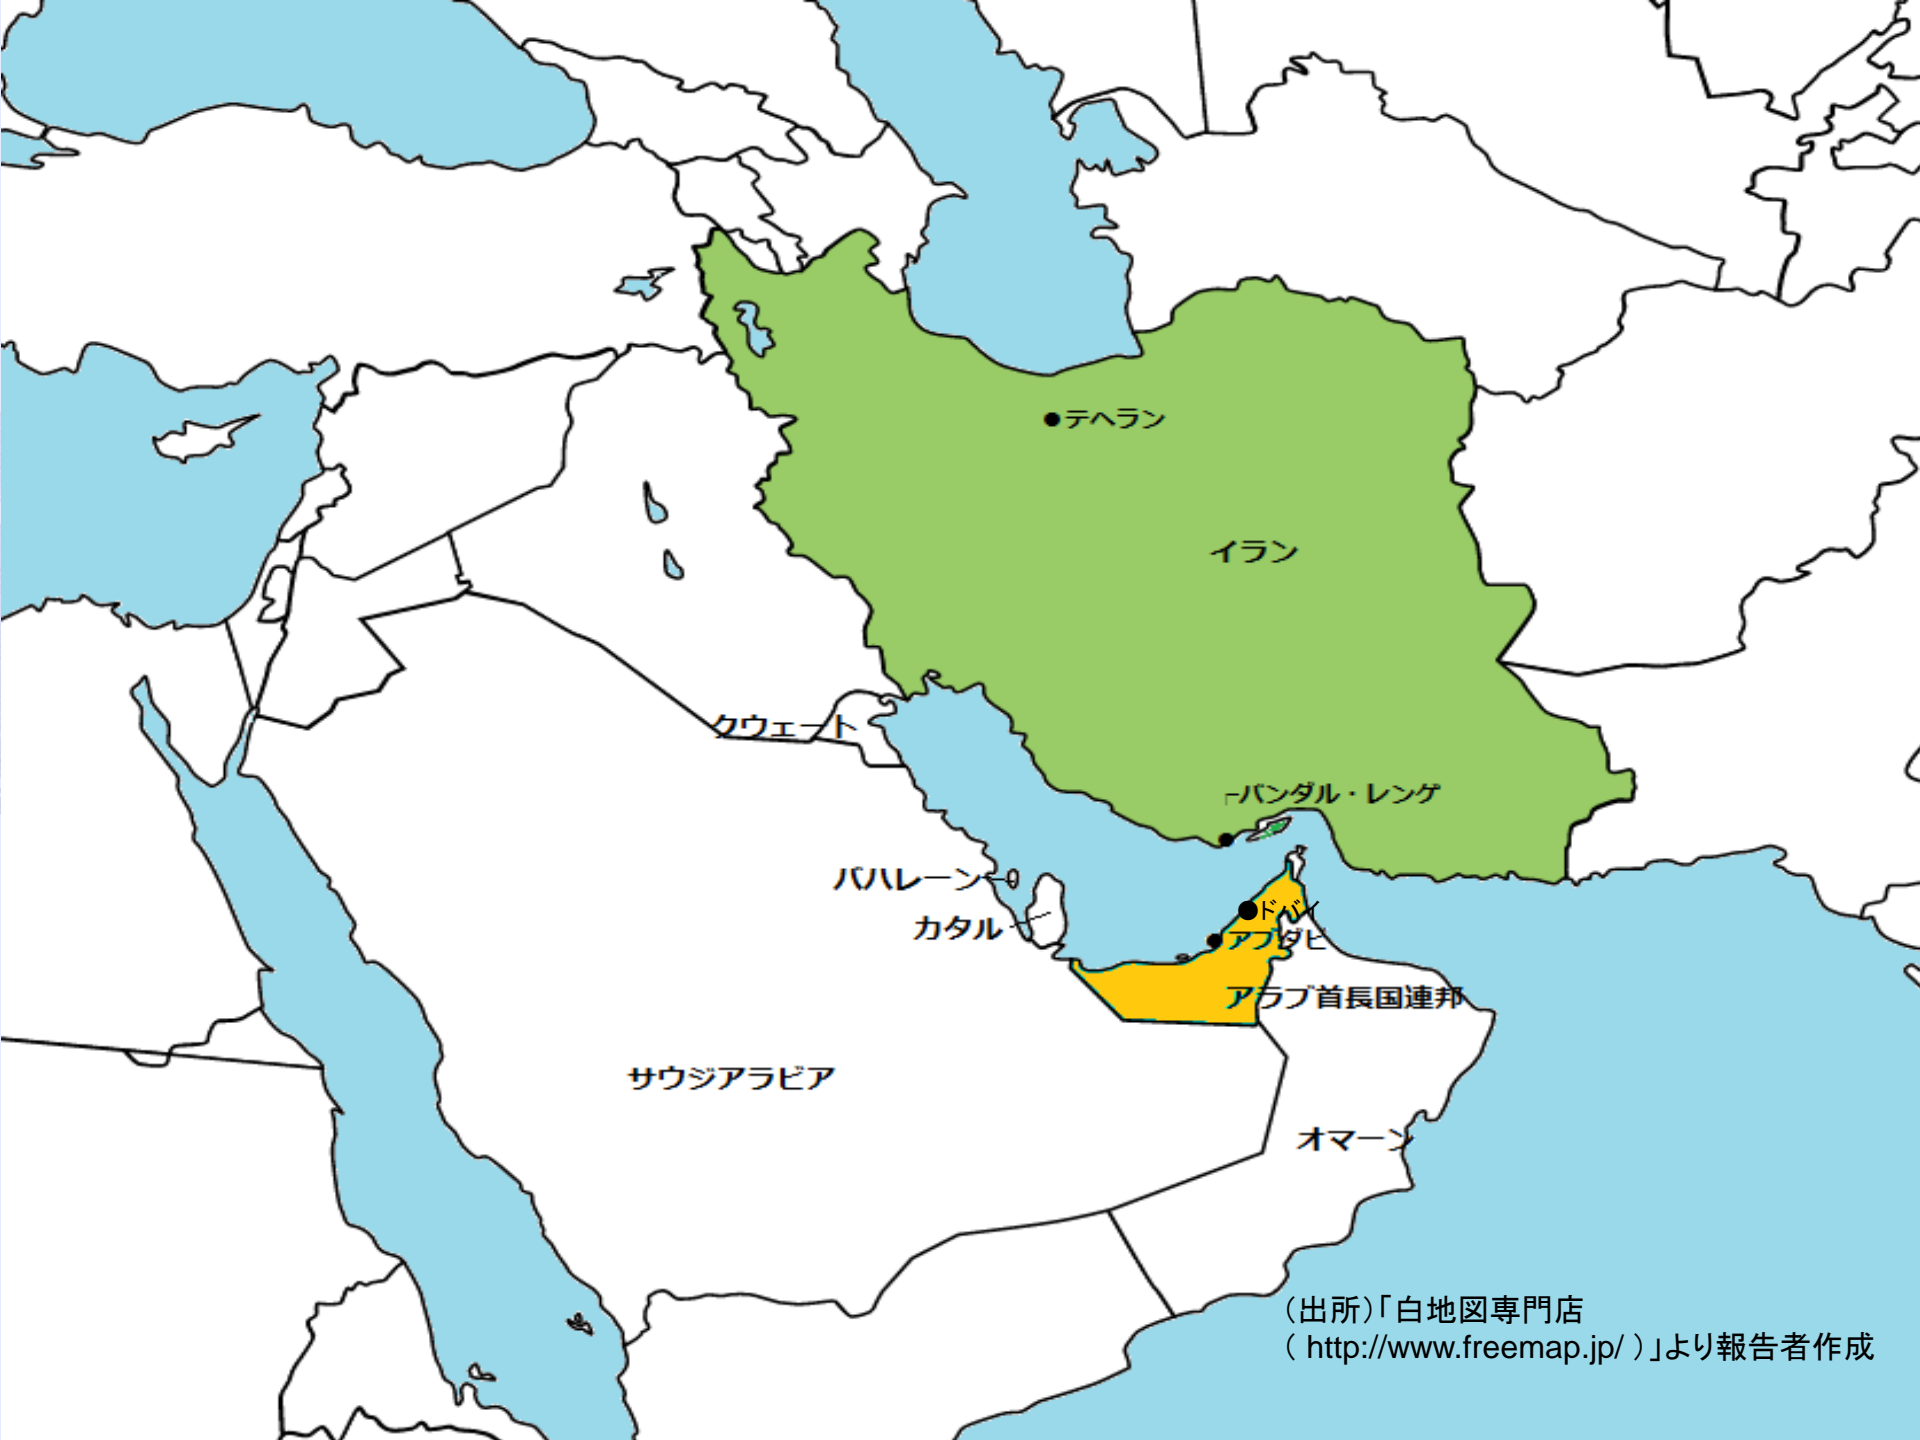 テヘラン
イラン
クウェート
バンダル・レンゲ
バハレーン
カタル
ドバイ
アブダビ
アラブ首長国連邦
サウジアラビア
オマーン
（出所）｢白地図専門店
（ http://www.freemap.jp/ ）｣より報告者作成